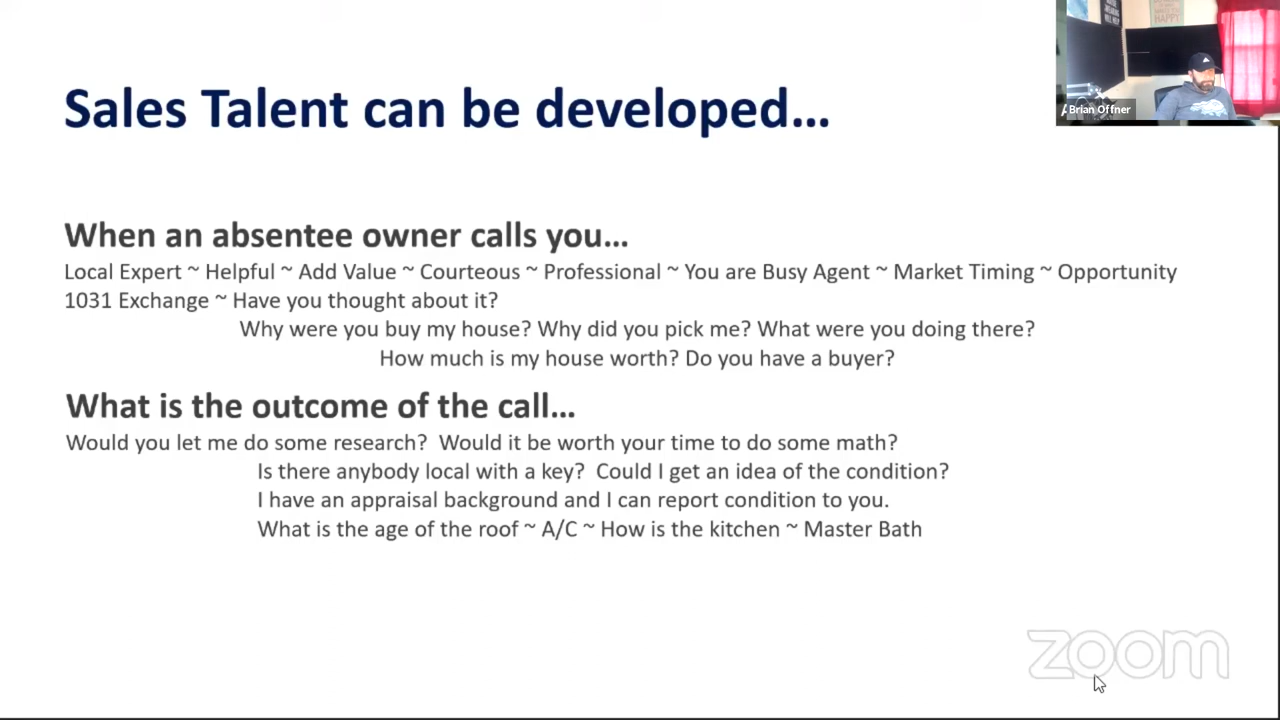 Sales Talent can be developed...
When an absentee owner calls you...
Local Expert ~ Helpful ~ Add Value ~ Courteous ~ Professional ~ You are Busy Agent ~ Market Timing ~ Opportunity
1031 Exchange ~ Have you thought about it?
Why were you buy my house? Why did you pick me? What were you doing there?
How much is my house worth? Do you have a buyer?
What is the outcome of the call...
Would you let me do some research? Would it be worth your time to do some math?
Is there anybody local with a key? Could I get an idea of the condition?
I have an appraisal background and I can report condition to you.
What is the age of the roof ~ A/C ~ How is the kitchen ~ Master Bath
HAPPY
Brian Offner
zoom